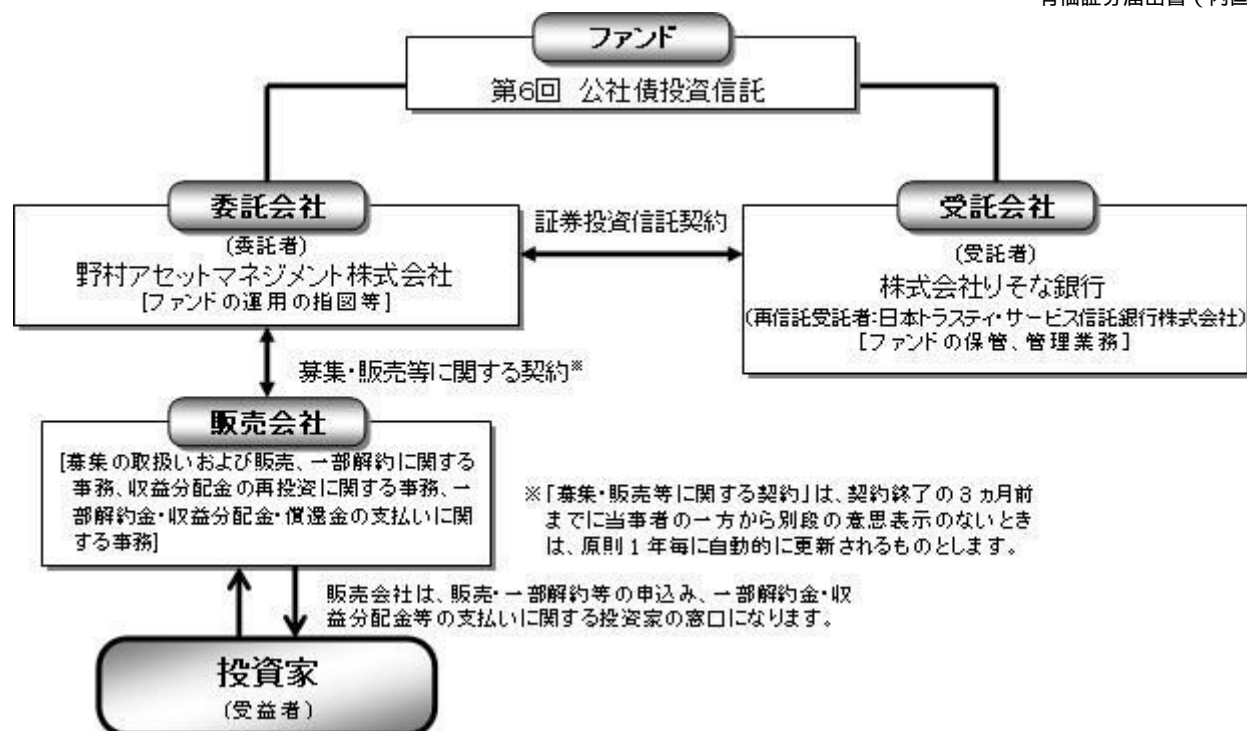 ファンド
第6回 公社債投資信託
委託会社
(委託者)
野村アセットマネジメント株式会社
[ファンドの運用の指図等]
証券投資信託契約
受託会社
(受託者)
株式会社りそな銀行
(再信託受託者:日本トラスティ・サービス信託銀行株式会社)
[ファンドの保管、管理業務]
募集・販売等に関する契約※
販売会社
[募集の取扱いおよび販売、一部解約に関する
事務、収益分配金の再投資に関する事務、一
部解約金・収益分配金・償還金の支払いに関
する事務]
※「募集・販売等に関する契約」は、契約終了の3ヵ月前
までに当事者の一方から別段の意思表示のないとき
は、原則1年毎に自動的に更新されるものとします。
販売会社は、販売・一部解約等の申込み、一部解約金・収
益分配金等の支払いに関する投資家の窓口になります。
投資家
(受益者)